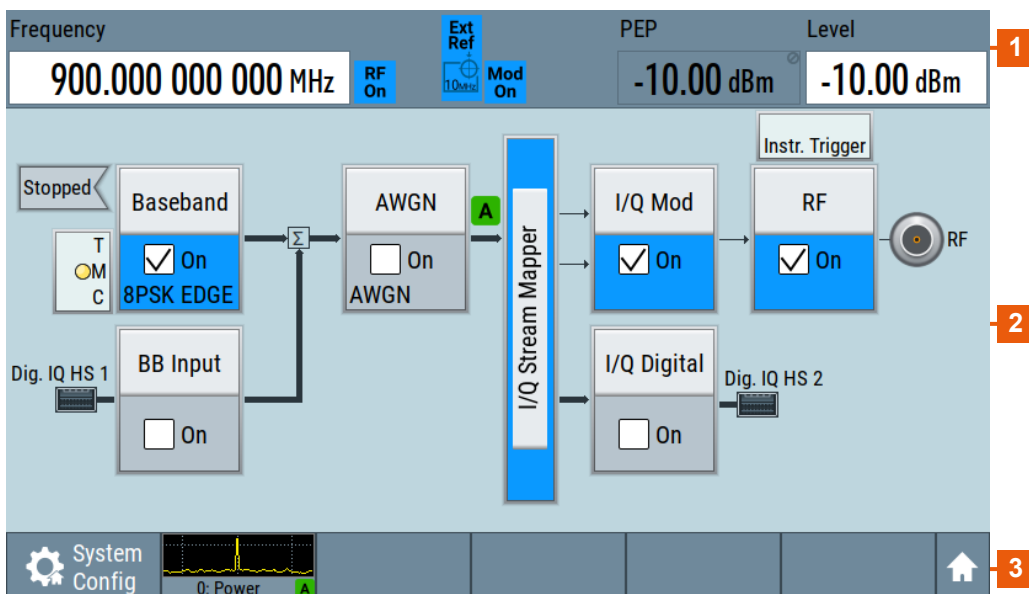 Frequency
Ext
Ref
PEP
Level
1
900.000 000 000 MHz
RF
On
10MHz
Mod
On
-10.00 dBm
-10.00 dBm
Instr. Trigger
Stopped
Baseband
AWGN
A
I/Q Mod
RF
T
M
C
On
8PSK EDGE
Σ
On
AWGN
I/Q Stream Mapper
On
On
RF
2
Dig. IQ HS 1
BB Input
I/Q Digital
Dig. IQ HS 2
On
On
System
Config
0: Power
A
3